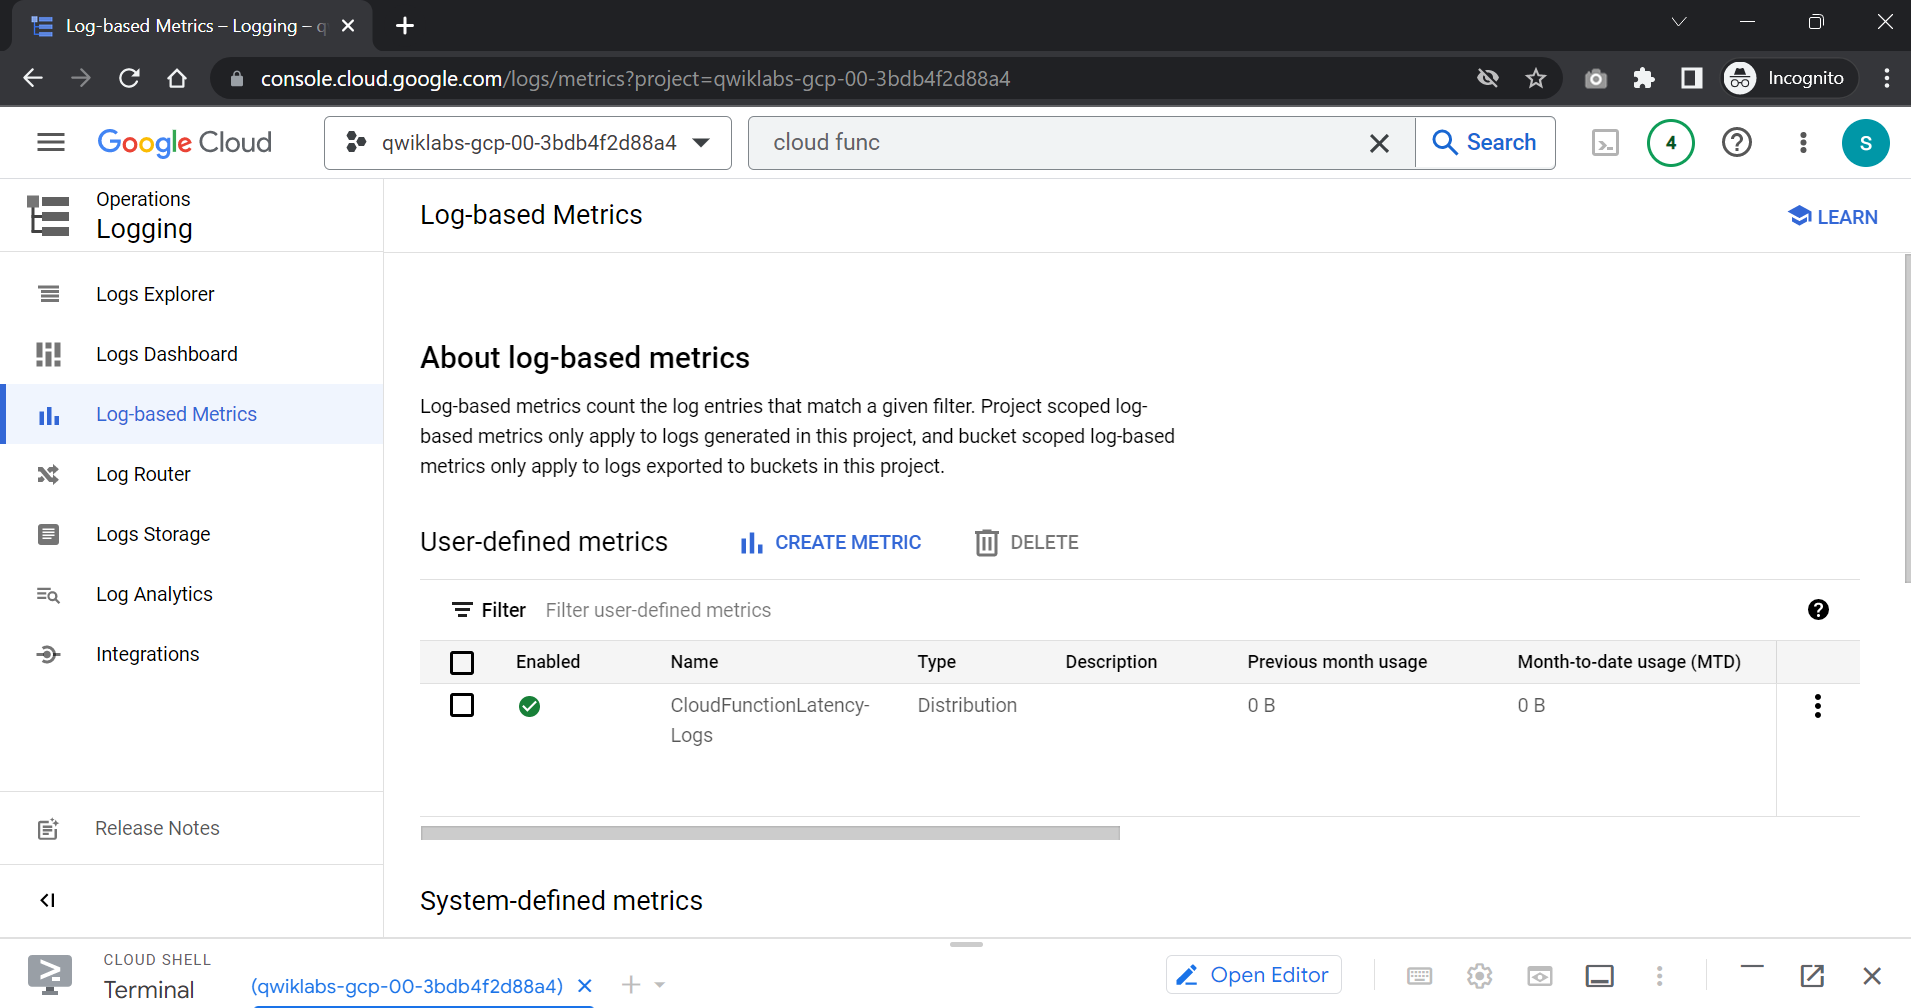 Log-based Metrics – Logging – q
console.cloud.google.com/logs/metrics?project=qwiklabs-gcp-00-3bdb4f2d88a4
Incognito
Google Cloud
qwiklabs-gcp-00-3bdb4f2d88a4
cloud func
Search
4
S
Operations
Logging
Log-based Metrics
LEARN
Logs Explorer
Logs Dashboard
Log-based Metrics
Log Router
Logs Storage
Log Analytics
Integrations
Release Notes
About log-based metrics
Log-based metrics count the log entries that match a given filter. Project scoped log-
based metrics only apply to logs generated in this project, and bucket scoped log-based
metrics only apply to logs exported to buckets in this project.
User-defined metrics CREATE METRIC DELETE
Filter Filter user-defined metrics
Enabled Name Type Description Previous month usage Month-to-date usage (MTD)
CloudFunctionLatency- Distribution 0 B 0 B
Logs
System-defined metrics
CLOUD SHELL
Terminal
(qwiklabs-gcp-00-3bdb4f2d88a4)
Open Editor